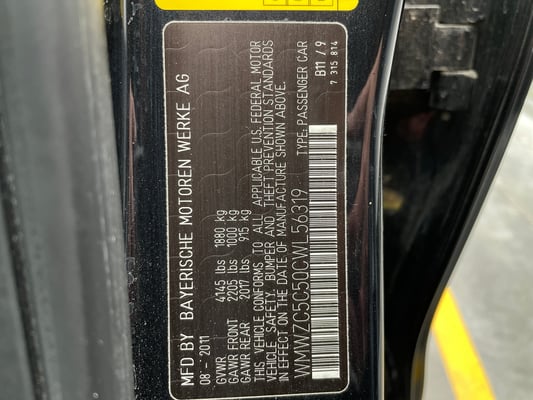 MFD BY BAYERISCHE MOTOREN WERKE AG
08 - 2011
GVWR 4145 lbs 1880 kg
GAWR FRONT 2205 lbs 1000 kg
GAWR REAR 2017 lbs 915 kg
THIS VEHICLE CONFORMS TO ALL APPLICABLE U.S. FEDERAL MOTOR
VEHICLE SAFETY, BUMPER AND THEFT PREVENTION STANDARDS
IN EFFECT ON THE DATE OF MANUFACTURE SHOWN ABOVE.
WMWZC5C50CWL56319
TYPE: PASSENGER CAR
B11 / 9
7 315 814